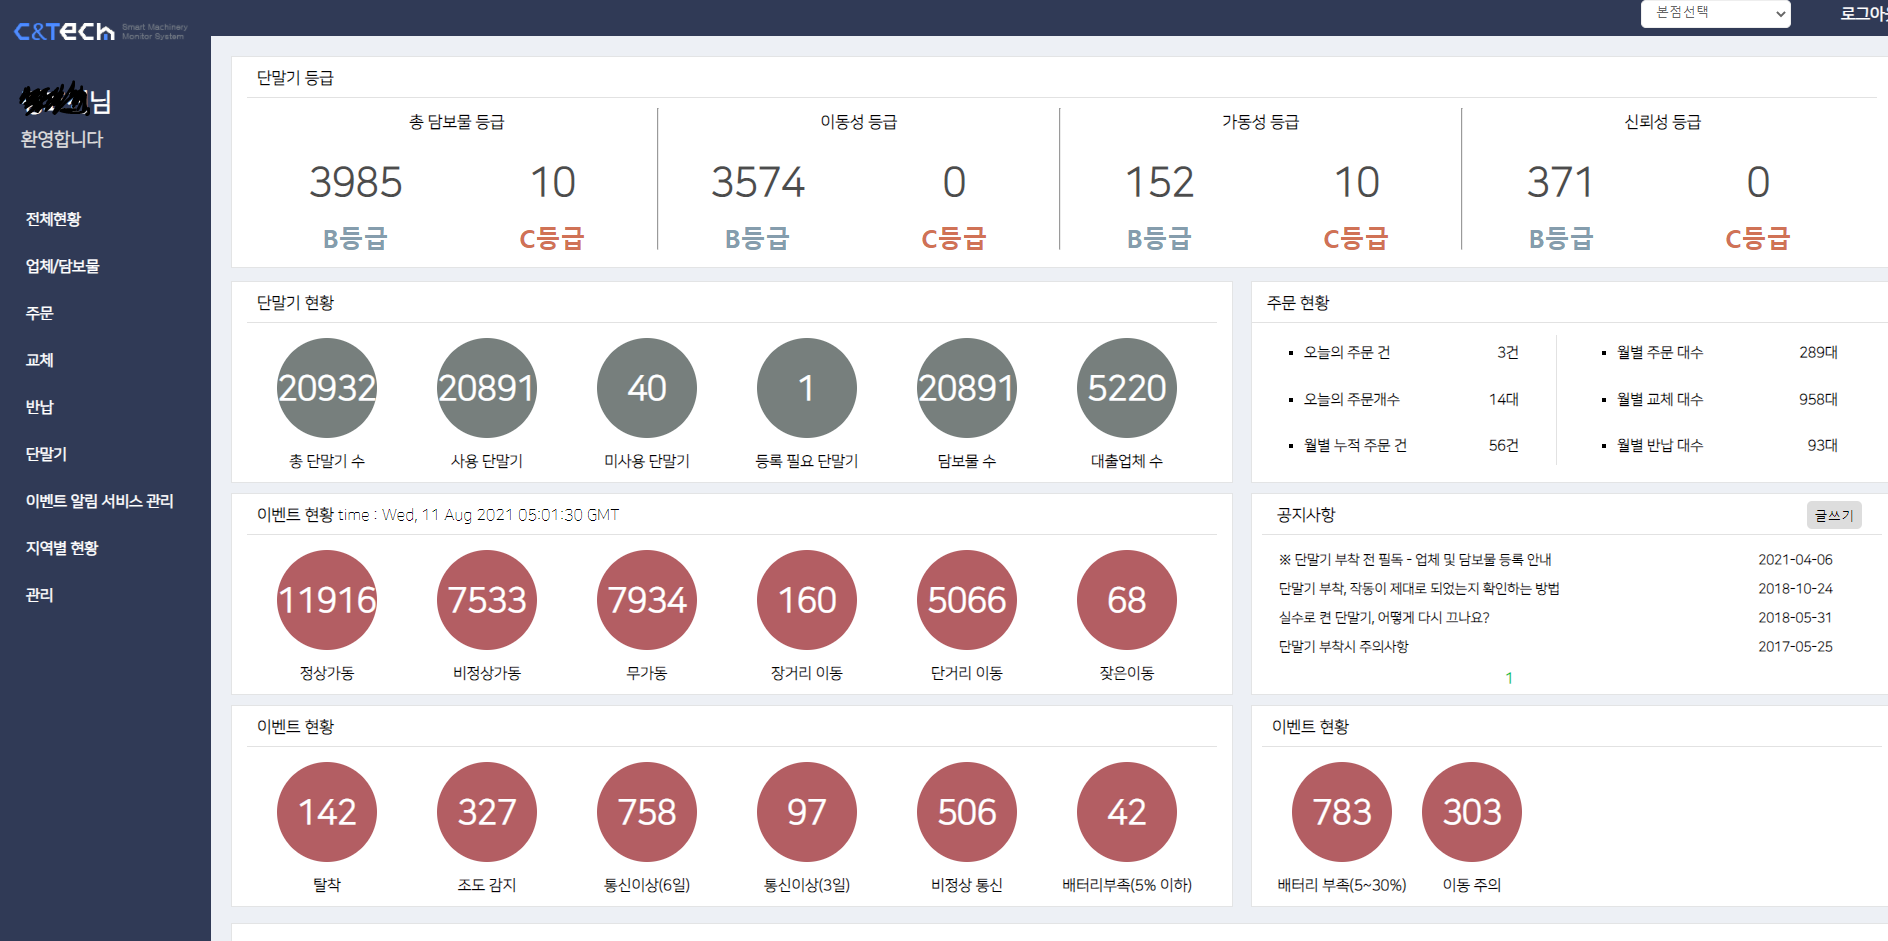 C&TECH Smart Machinery
Monitor System
본점선택
님
환영합니다
전체현황
업체/담보물
주문
교체
반납
단말기
이벤트 알림 서비스 관리
지역별 현황
관리
단말기 등급
총 담보물 등급
3985 10
B등급 C등급
이동성 등급
3574 0
B등급 C등급
가동성 등급
152 10
B등급 C등급
신뢰성 등급
371 0
B등급 C등급
단말기 현황
20932 20891 40 1 20891 5220
총 단말기 수 사용 단말기 미사용 단말기 등록 필요 단말기 담보물 수 대출업체 수
주문 현황
오늘의 주문 건 3건
오늘의 주문개수 14대
월별 누적 주문 건 56건
월별 주문 대수 289대
월별 교체 대수 958대
월별 반납 대수 93대
이벤트 현황 time : Wed, 11 Aug 2021 05:01:30 GMT
11916 7533 7934 160 5066 68
정상가동 비정상가동 무가동 장거리 이동 단거리 이동 잦은이동
공지사항 글쓰기
※ 단말기 부착 전 필독 - 업체 및 담보물 등록 안내 2021-04-06
단말기 부착, 작동이 제대로 되었는지 확인하는 방법 2018-10-24
실수로 켠 단말기, 어떻게 다시 끄나요? 2018-05-31
단말기 부착시 주의사항 2017-05-25
1
이벤트 현황
142 327 758 97 506 42
탈착 조도 감지 통신이상(6일) 통신이상(3일) 비정상 통신 배터리부족(5% 이하)
이벤트 현황
783 303
배터리 부족(5~30%) 이동 주의